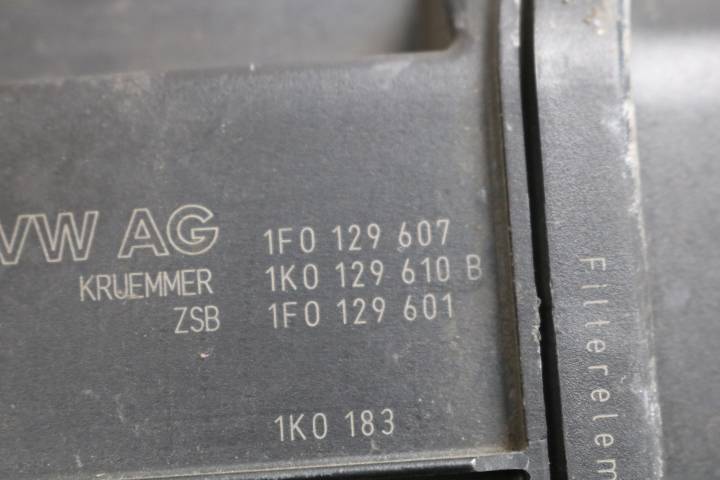 VW AG 1F0 129 607
KRUEMMER 1K0 129 610 B
ZSB 1F0 129 601
1K0 183
Filterelem